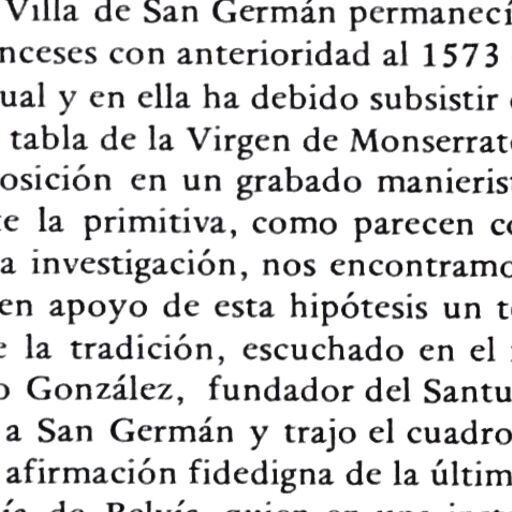 Villa de San Germán permanecí
nceses con anterioridad al 1573
ual y en ella ha debido subsistir
tabla de la Virgen de Monserrat
osición en un grabado manieris
te la primitiva, como parecen c
a investigación, nos encontramo
en apoyo de esta hipótesis un t
e la tradición, escuchado en el
o González, fundador del Santu
a San Germán y trajo el cuadro
afirmación fidedigna de la últim